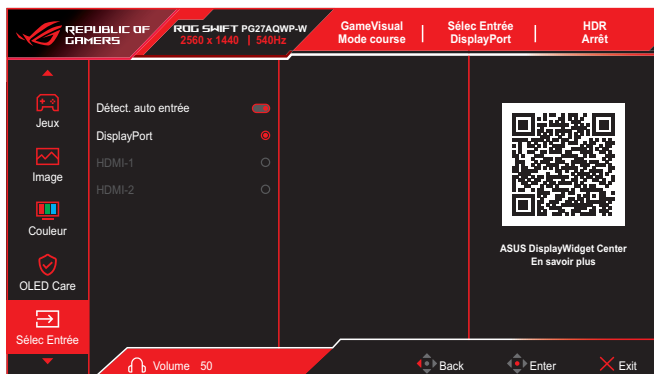 REPUBLIC OF
GAMERS
ROG SWIFT PG27AQWP-W
2560 x 1440 | 540Hz
GameVisual
Mode course
Sélec Entrée
DisplayPort
HDR
Arrêt
Jeux
Image
Couleur
OLED Care
Sélec Entrée
Détect. auto entrée
DisplayPort
HDMI-1
HDMI-2
ASUS DisplayWidget Center
En savoir plus
Volume 50
Back
Enter
Exit